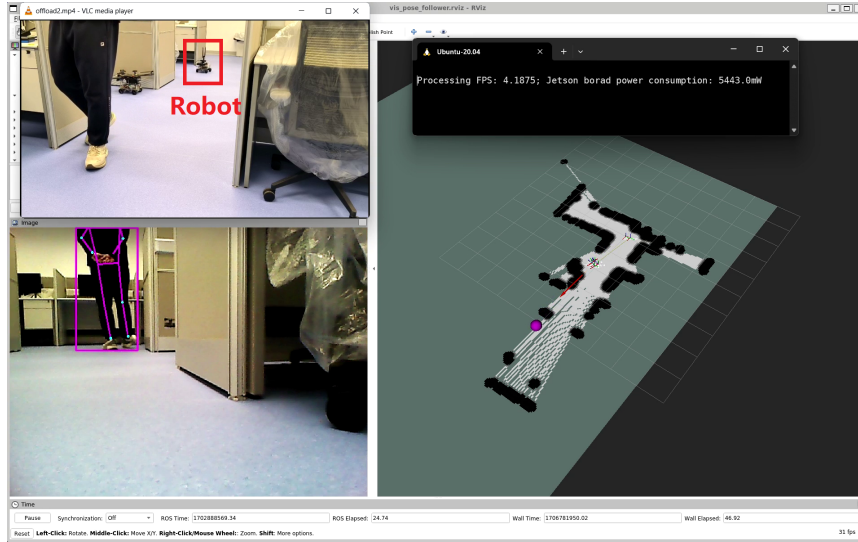 vis_pose_follower.rviz - RViz
offload2.mp4 - VLC media player
Robot
Ubuntu-20.04
Processing FPS: 4.1875; Jetson borad power consumption: 5443.0mW
Image
Time
Pause
Synchronization: Off
ROS Time: 1702888569.34
ROS Elapsed: 24.74
Wall Time: 1706781950.02
Wall Elapsed: 46.92
Reset
Left-Click: Rotate. Middle-Click: Move X/Y. Right-Click/Mouse Wheel:: Zoom. Shift: More options.
31 fps